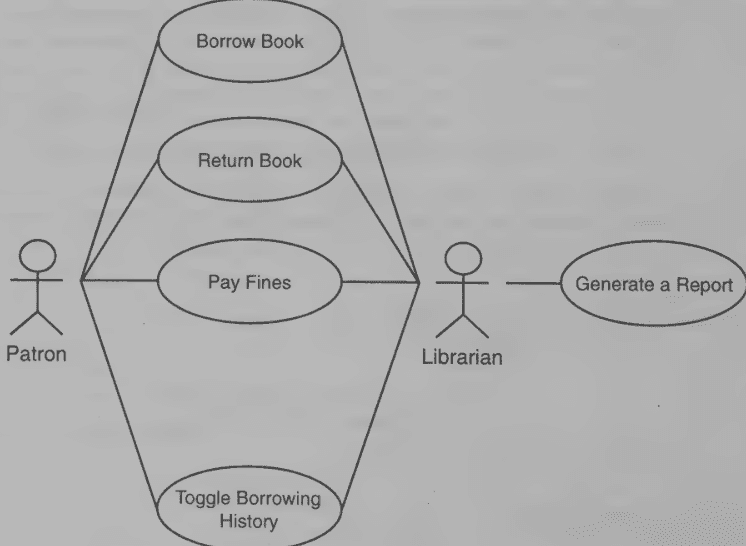 Borrow Book
Return Book
Pay Fines
Generate a Report
Patron
Librarian
Toggle Borrowing
History